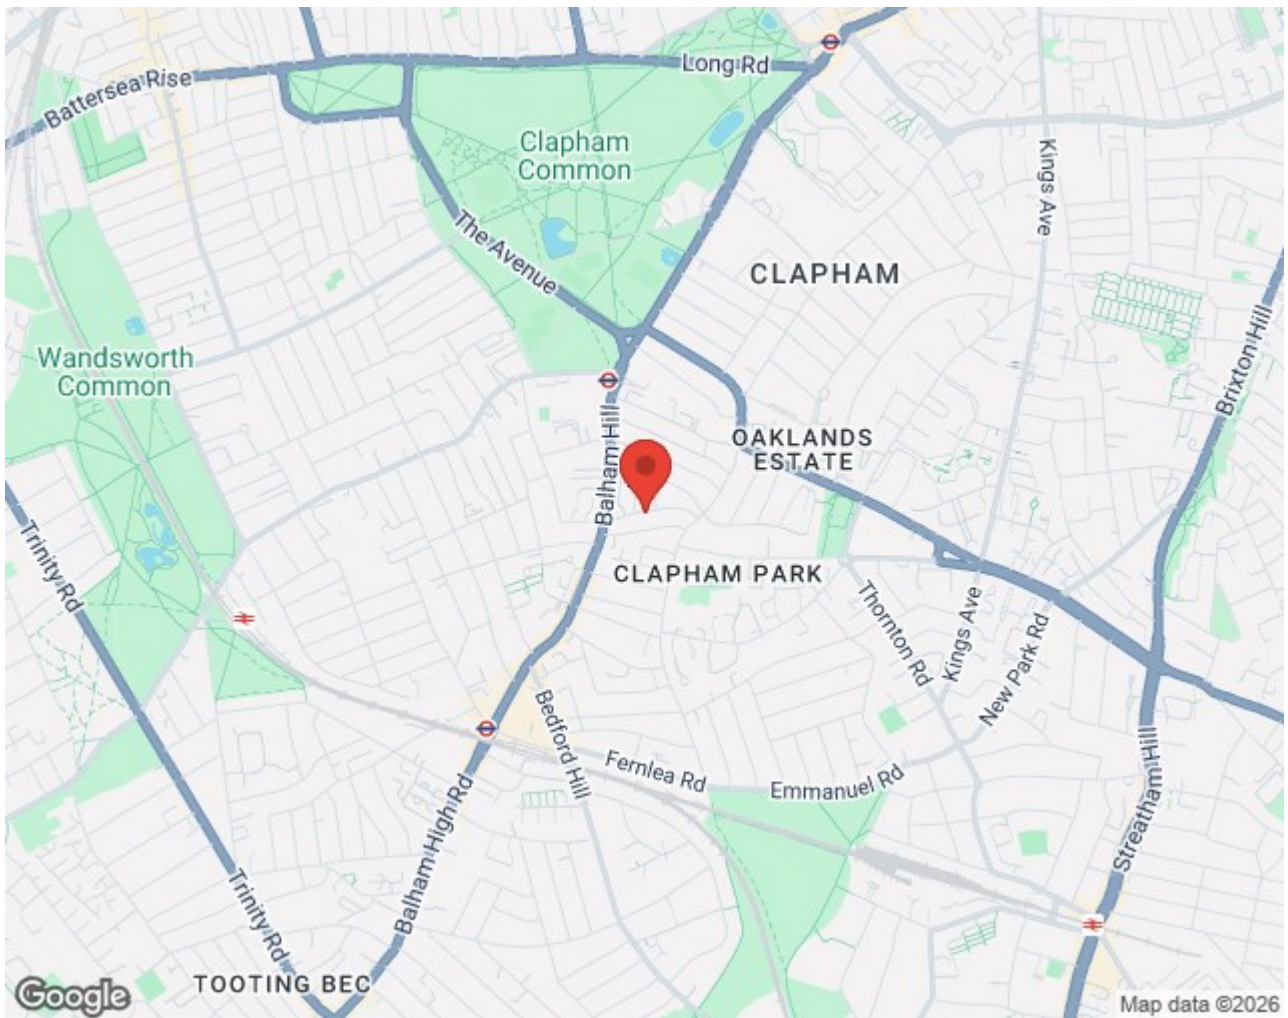 Long Rd
Battersea Rise
Clapham
Common
Kings Ave
The Avenue
CLAPHAM
Wandsworth
Common
Brixton Hill
Balham Hill
OAKLANDS
ESTATE
Trinity Rd
CLAPHAM PARK
Thornton Rd
Kings Ave
New Park Rd
Bedford Hill
Fernlea Rd
Emmanuel Rd
Streatham Hill
Balham High Rd
Trinity Rd
TOOTING BEC
Google
Map data ©2026